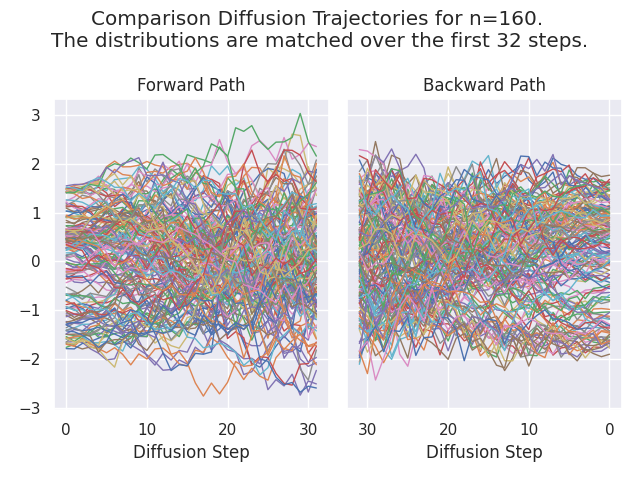 Comparison Diffusion Trajectories for n=160.
The distributions are matched over the first 32 steps.
Forward Path
Backward Path
3
2
1
0
−1
−2
−3
0 10 20 30
30 20 10 0
Diffusion Step
Diffusion Step